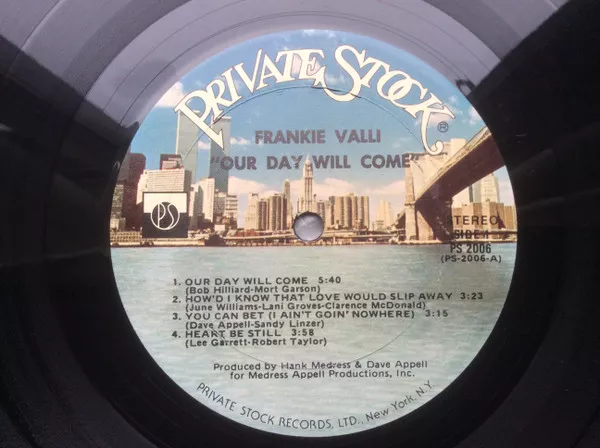 PRIVATE STOCK®
FRANKIE VALLI
"OUR DAY WILL COME"
PS
STEREO
SIDE 1
PS 2006
(PS-2006-A)
1. OUR DAY WILL COME 5:40
(Bob Hilliard-Mort Garson)
2. HOW'D I KNOW THAT LOVE WOULD SLIP AWAY 3:23
(June Williams-Lani Groves-Clarence McDonald)
3. YOU CAN BET (I AIN'T GOIN' NOWHERE) 3:15
(Dave Appell-Sandy Linzer)
4. HEART BE STILL 3:58
(Lee Garrett-Robert Taylor)
Produced by Hank Medress & Dave Appell
for Medress Appell Productions, Inc.
PRIVATE STOCK RECORDS, LTD., New York, N.Y.